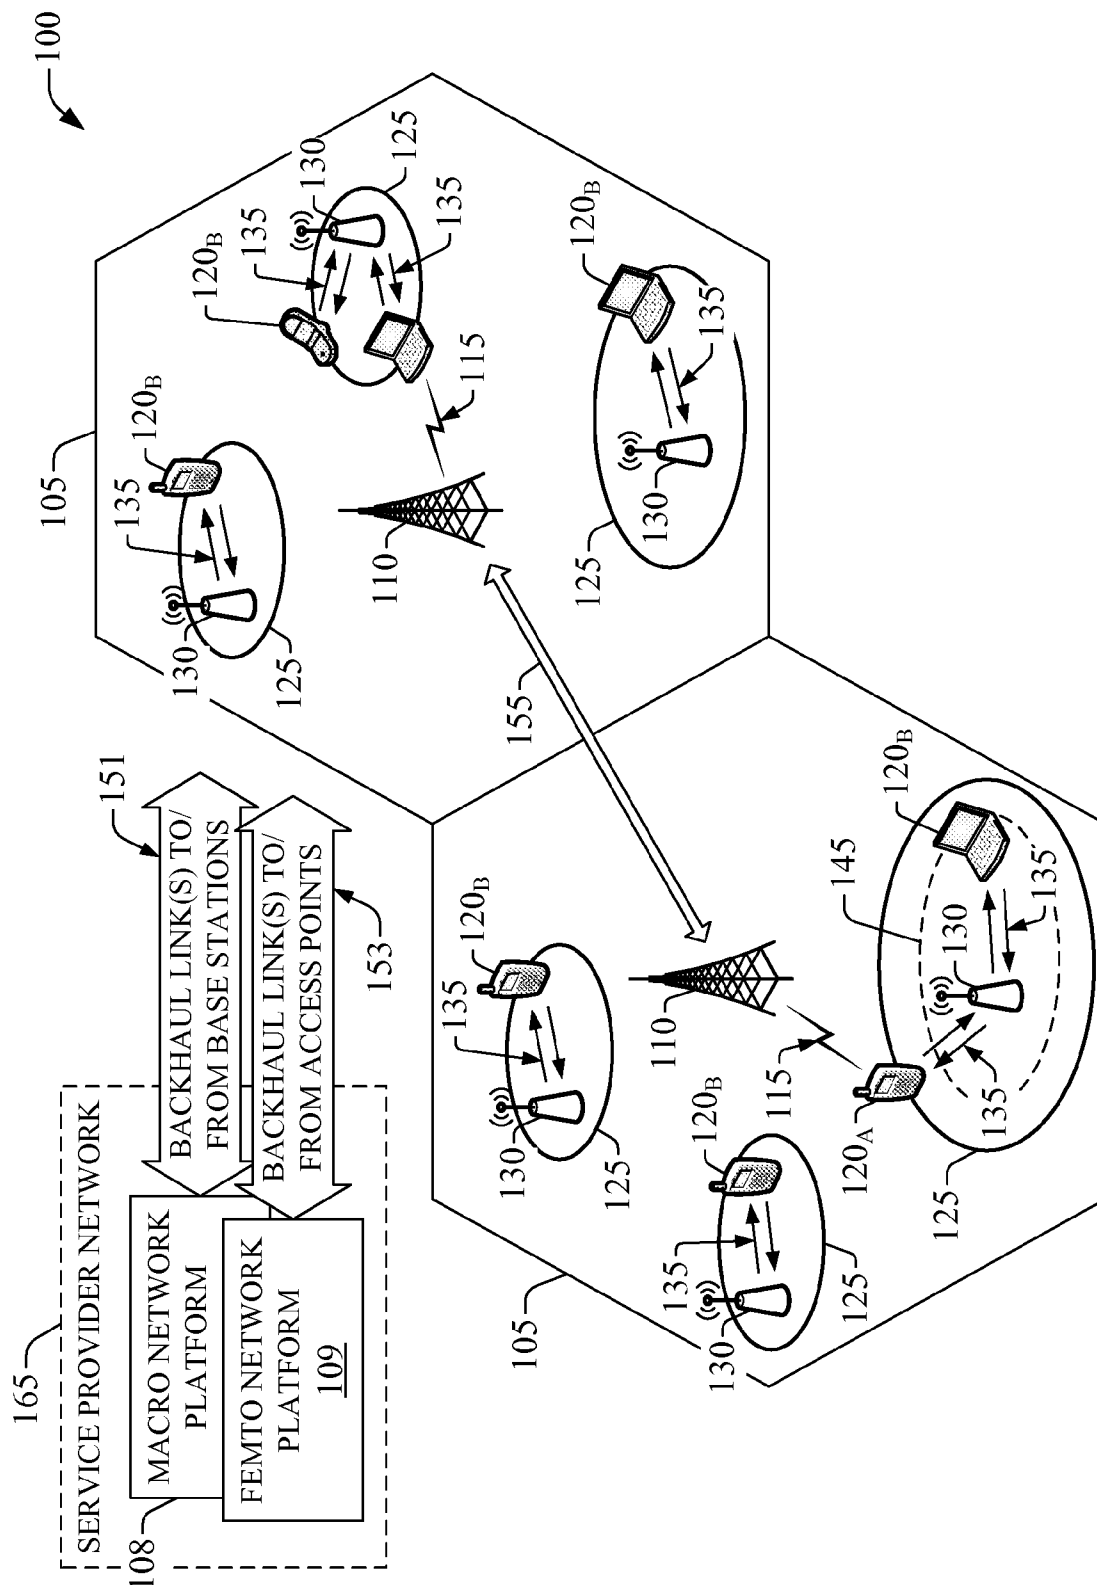 100
165
SERVICE PROVIDER NETWORK
108
MACRO NETWORK
PLATFORM
FEMTO NETWORK
PLATFORM
109
151
BACKHAUL LINK(S) TO/
FROM BASE STATIONS
BACKHAUL LINK(S) TO/
FROM ACCESS POINTS
153
105
130
135
120B
125
110
115
120B
135
130
125
135
125
130
135
120B
155
105
130
135
120B
125
130
135
120B
125
110
115
120A
125
135
130
135
145
120B